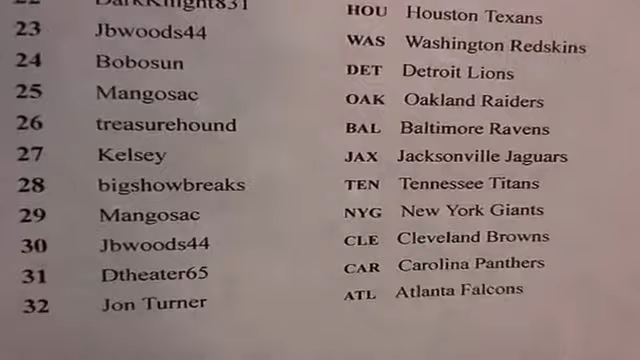 22 DarkKnight831 HOU Houston Texans
23 Jbwoods44 WAS Washington Redskins
24 Bobosun DET Detroit Lions
25 Mangosac OAK Oakland Raiders
26 treasurehound BAL Baltimore Ravens
27 Kelsey JAX Jacksonville Jaguars
28 bigshowbreaks TEN Tennessee Titans
29 Mangosac NYG New York Giants
30 Jbwoods44 CLE Cleveland Browns
31 Dtheater65 CAR Carolina Panthers
32 Jon Turner ATL Atlanta Falcons